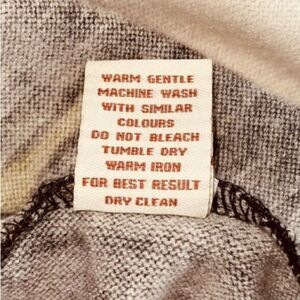 WARM GENTLE
MACHINE WASH
WITH SIMILAR
COLOURS
DO NOT BLEACH
TUMBLE DRY
WARM IRON
FOR BEST RESULT
DRY CLEAN